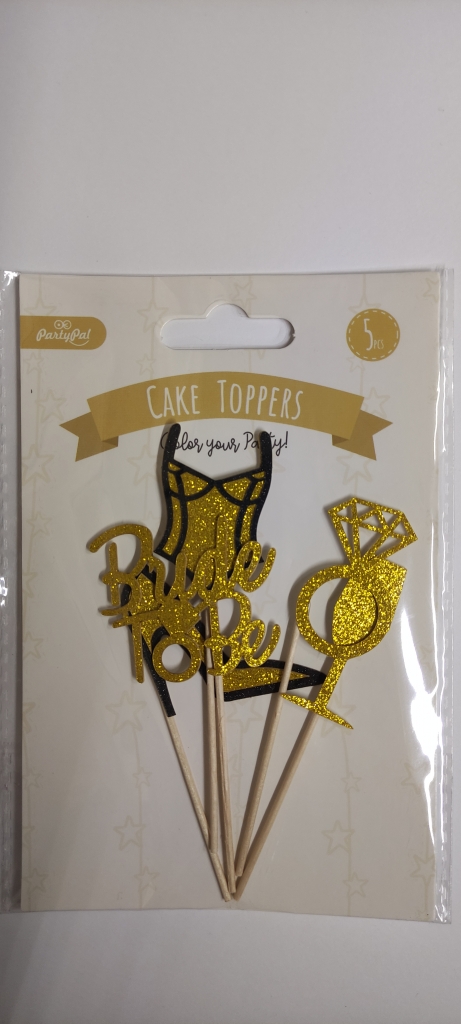 PartyPal
5 PCS
CAKE TOPPERS
Color your Party!
Bride
To Be